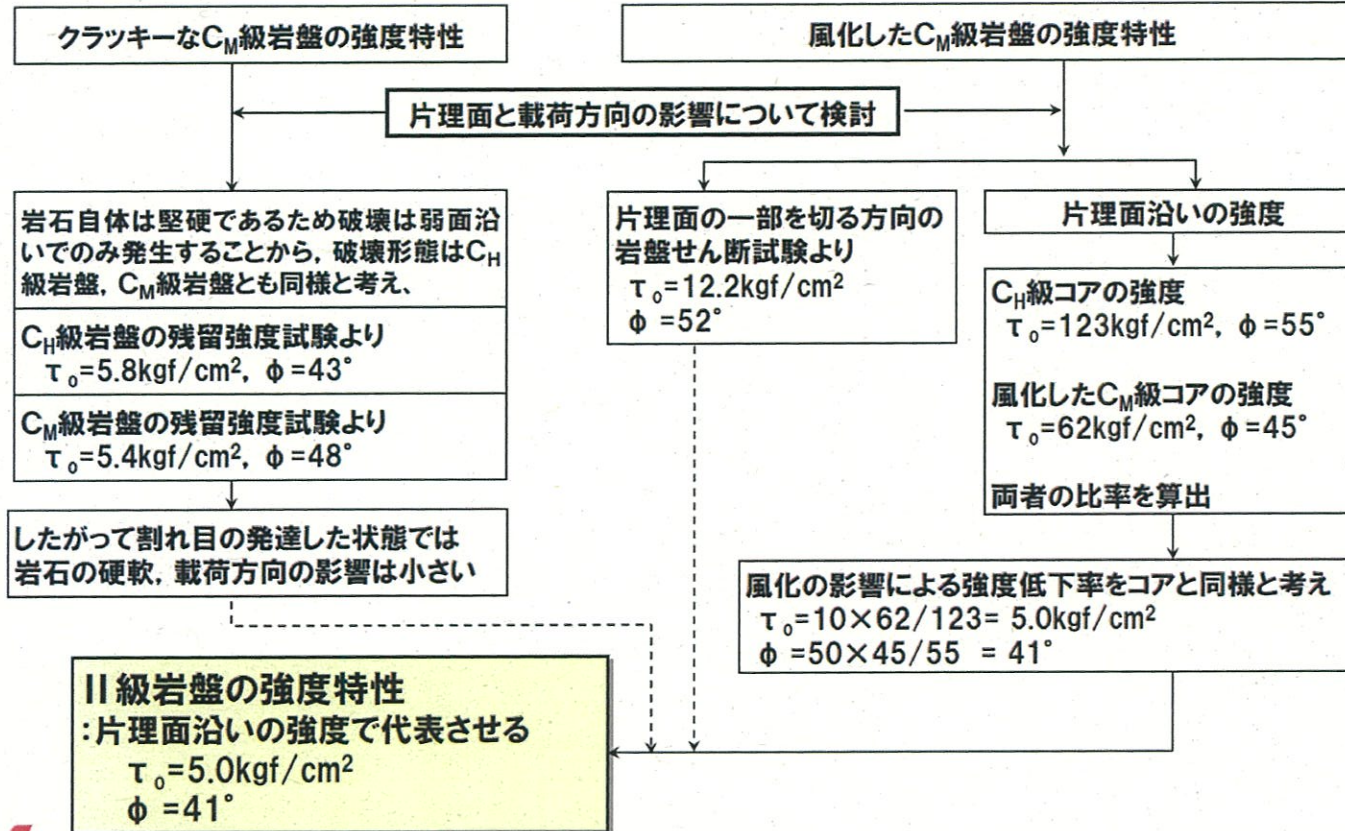 クラッキーなCM級岩盤の強度特性
風化したCM級岩盤の強度特性
片理面と載荷方向の影響について検討
岩石自体は堅硬であるため破壊は弱面沿
いでのみ発生することから，破壊形態はCH
級岩盤，CM級岩盤とも同様と考え、
CH級岩盤の残留強度試験より
τ0=5.8kgf/cm²，φ=43°
CM級岩盤の残留強度試験より
τ0=5.4kgf/cm²，φ=48°
したがって割れ目の発達した状態では
岩石の硬軟，載荷方向の影響は小さい
片理面の一部を切る方向の
岩盤せん断試験より
τ0=12.2kgf/cm²
φ=52°
片理面沿いの強度
CH級コアの強度
τ0=123kgf/cm²，φ=55°
風化したCM級コアの強度
τ0=62kgf/cm²，φ=45°
両者の比率を算出
風化の影響による強度低下率をコアと同様と考え
τ0=10×62/123= 5.0kgf/cm²
φ=50×45/55 = 41°
II級岩盤の強度特性
:片理面沿いの強度で代表させる
τ0=5.0kgf/cm²
φ=41°